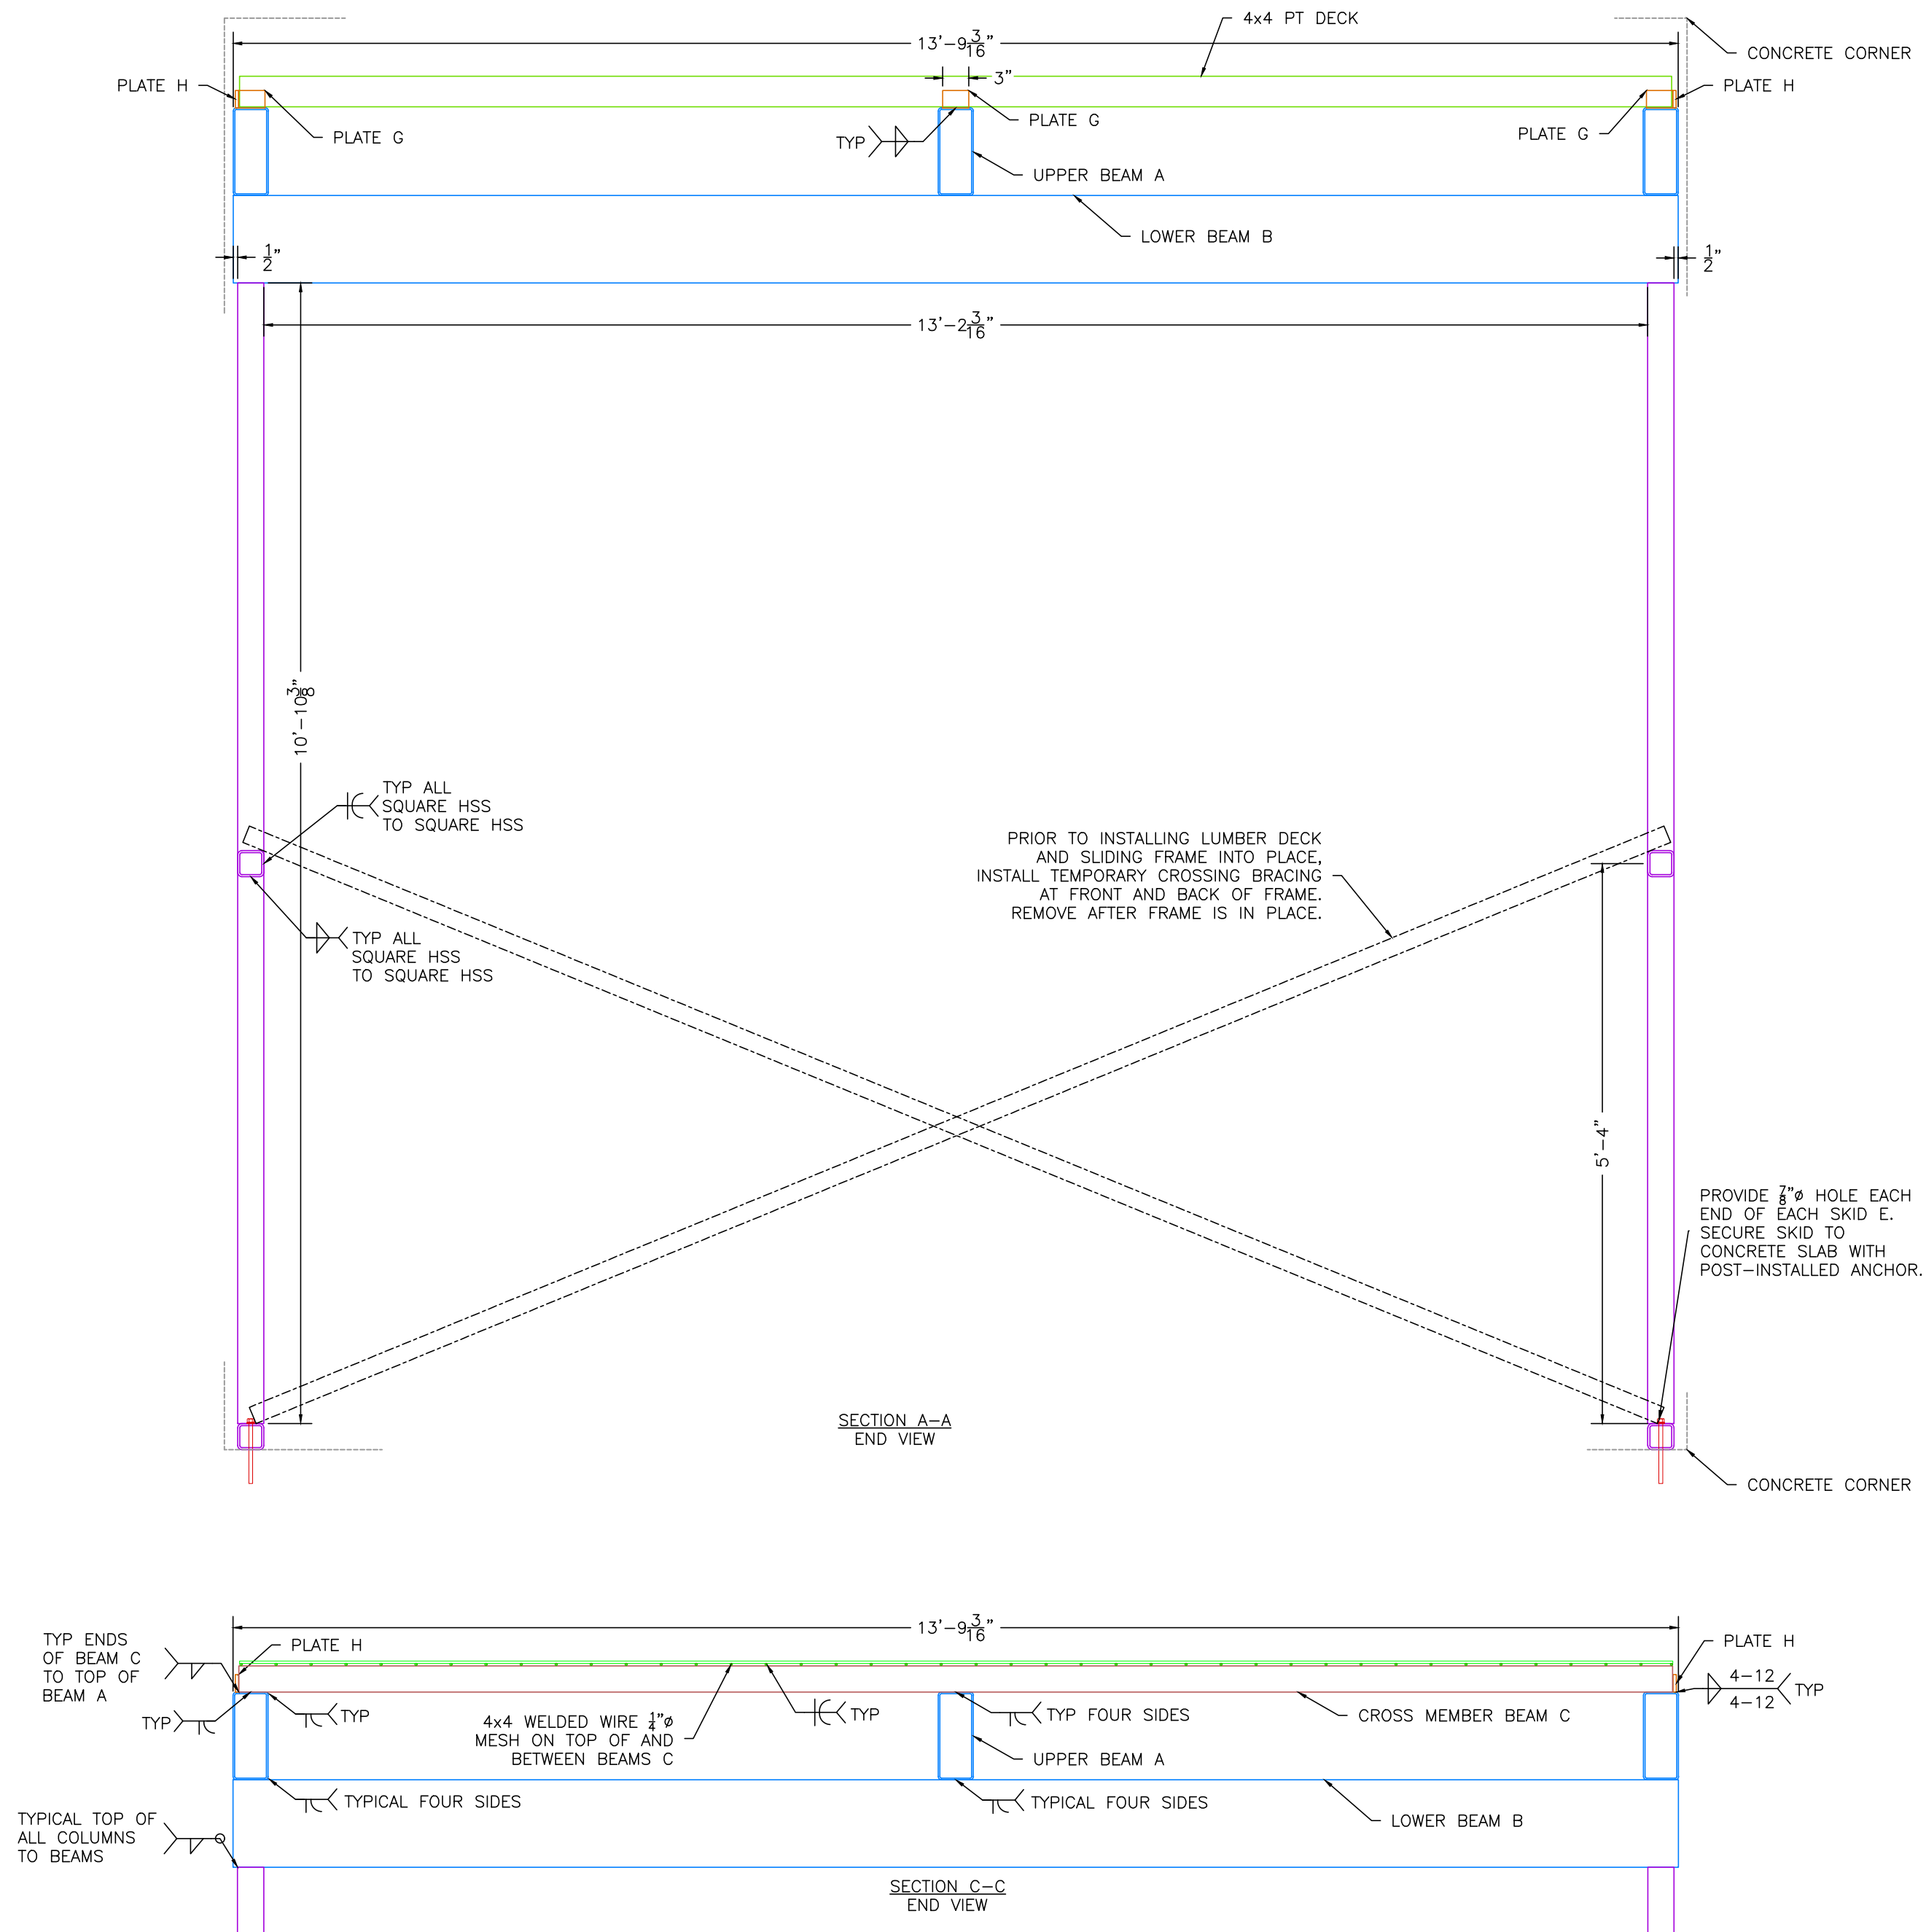 4x4 PT DECK
13'-9 3/16"
CONCRETE CORNER
3"
PLATE H
PLATE H
PLATE G
PLATE G
PLATE G
TYP
UPPER BEAM A
LOWER BEAM B
1/2"
1/2"
13'-2 3/16"
10'-10 3/8"
TYP ALL
SQUARE HSS
TO SQUARE HSS
PRIOR TO INSTALLING LUMBER DECK
AND SLIDING FRAME INTO PLACE,
INSTALL TEMPORARY CROSSING BRACING
AT FRONT AND BACK OF FRAME.
REMOVE AFTER FRAME IS IN PLACE.
TYP ALL
SQUARE HSS
TO SQUARE HSS
5'-4"
PROVIDE 7/8"ø HOLE EACH
END OF EACH SKID E.
SECURE SKID TO
CONCRETE SLAB WITH
POST-INSTALLED ANCHOR.
SECTION A-A
END VIEW
CONCRETE CORNER
13'-9 3/16"
TYP ENDS
OF BEAM C
TO TOP OF
BEAM A
PLATE H
PLATE H
4-12
4-12
TYP
TYP
TYP
4x4 WELDED WIRE 1/4"ø
MESH ON TOP OF AND
BETWEEN BEAMS C
TYP
TYP FOUR SIDES
CROSS MEMBER BEAM C
UPPER BEAM A
TYPICAL FOUR SIDES
TYPICAL FOUR SIDES
LOWER BEAM B
TYPICAL TOP OF
ALL COLUMNS
TO BEAMS
SECTION C-C
END VIEW